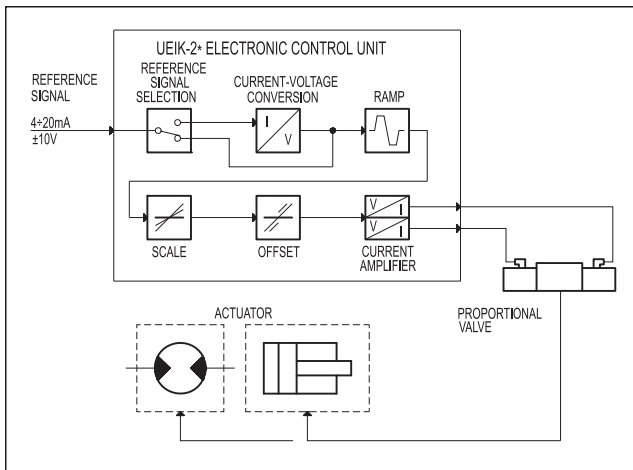 UEIK-2* ELECTRONIC CONTROL UNIT
REFERENCE
SIGNAL
4÷20mA
±10V
REFERENCE
SIGNAL
SELECTION
CURRENT-VOLTAGE
CONVERSION
RAMP
I
V
SCALE
OFFSET
V
I
V
I
CURRENT
AMPLIFIER
PROPORTIONAL
VALVE
ACTUATOR